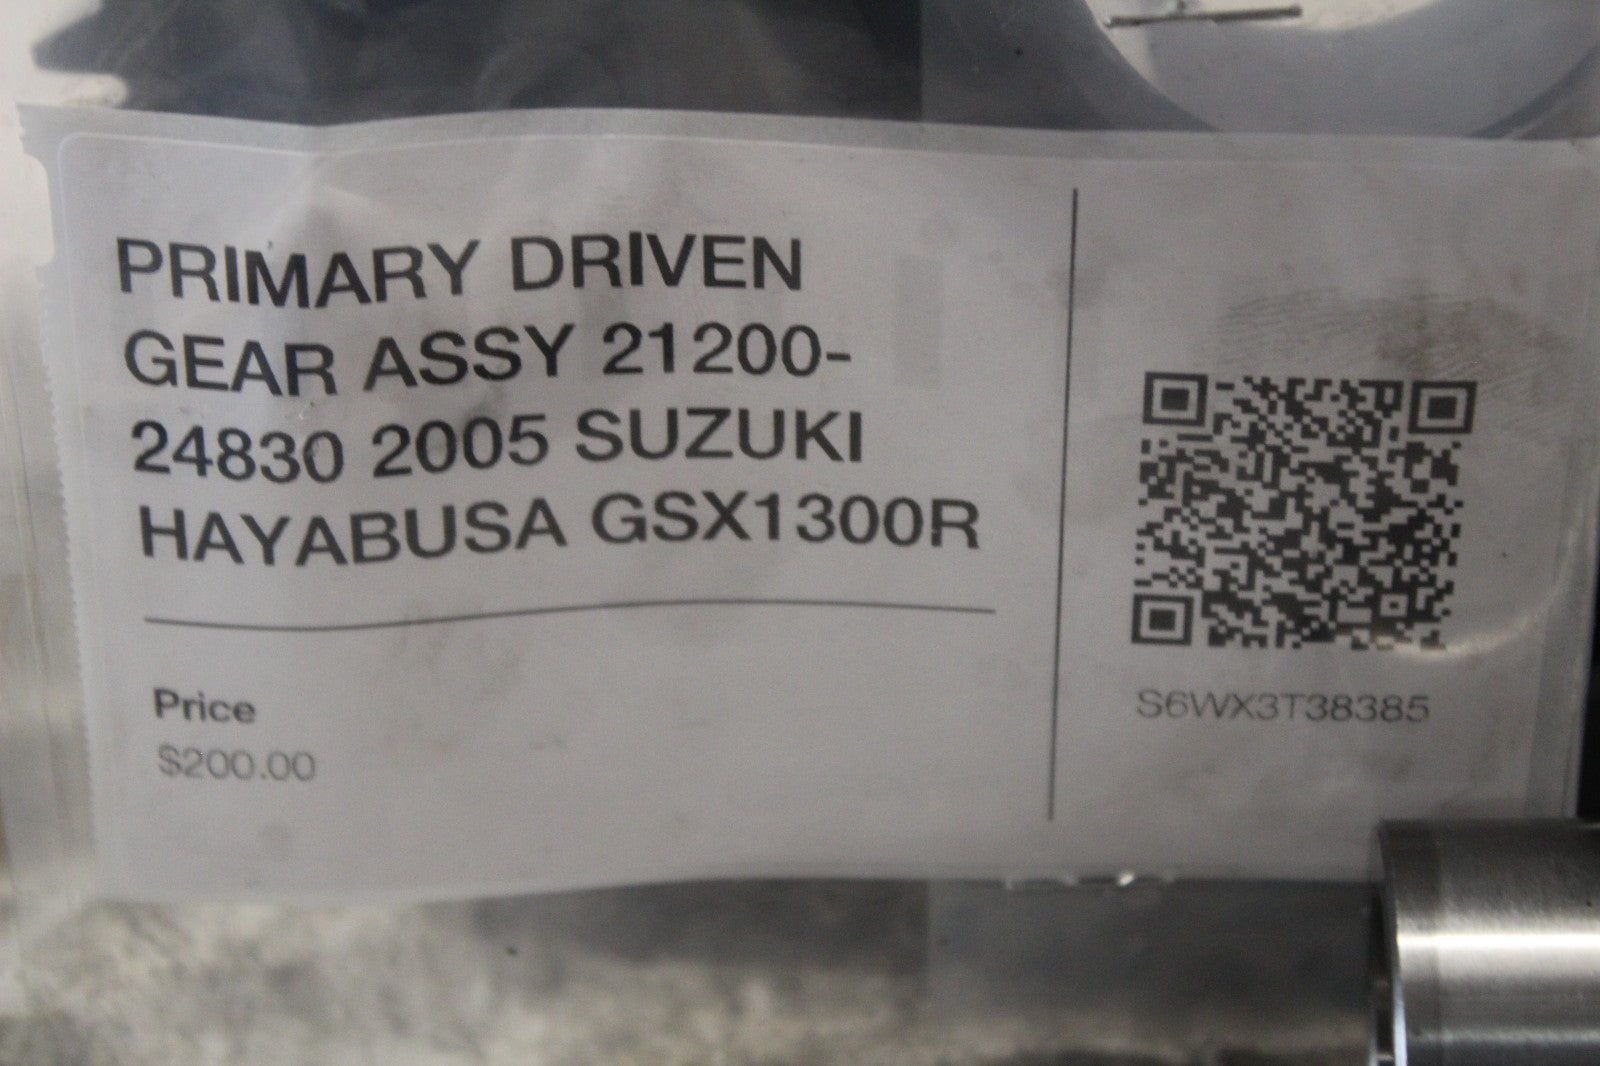 PRIMARY DRIVEN
GEAR ASSY 21200-
24830 2005 SUZUKI
HAYABUSA GSX1300R
Price
$200.00
S6WX3T38385